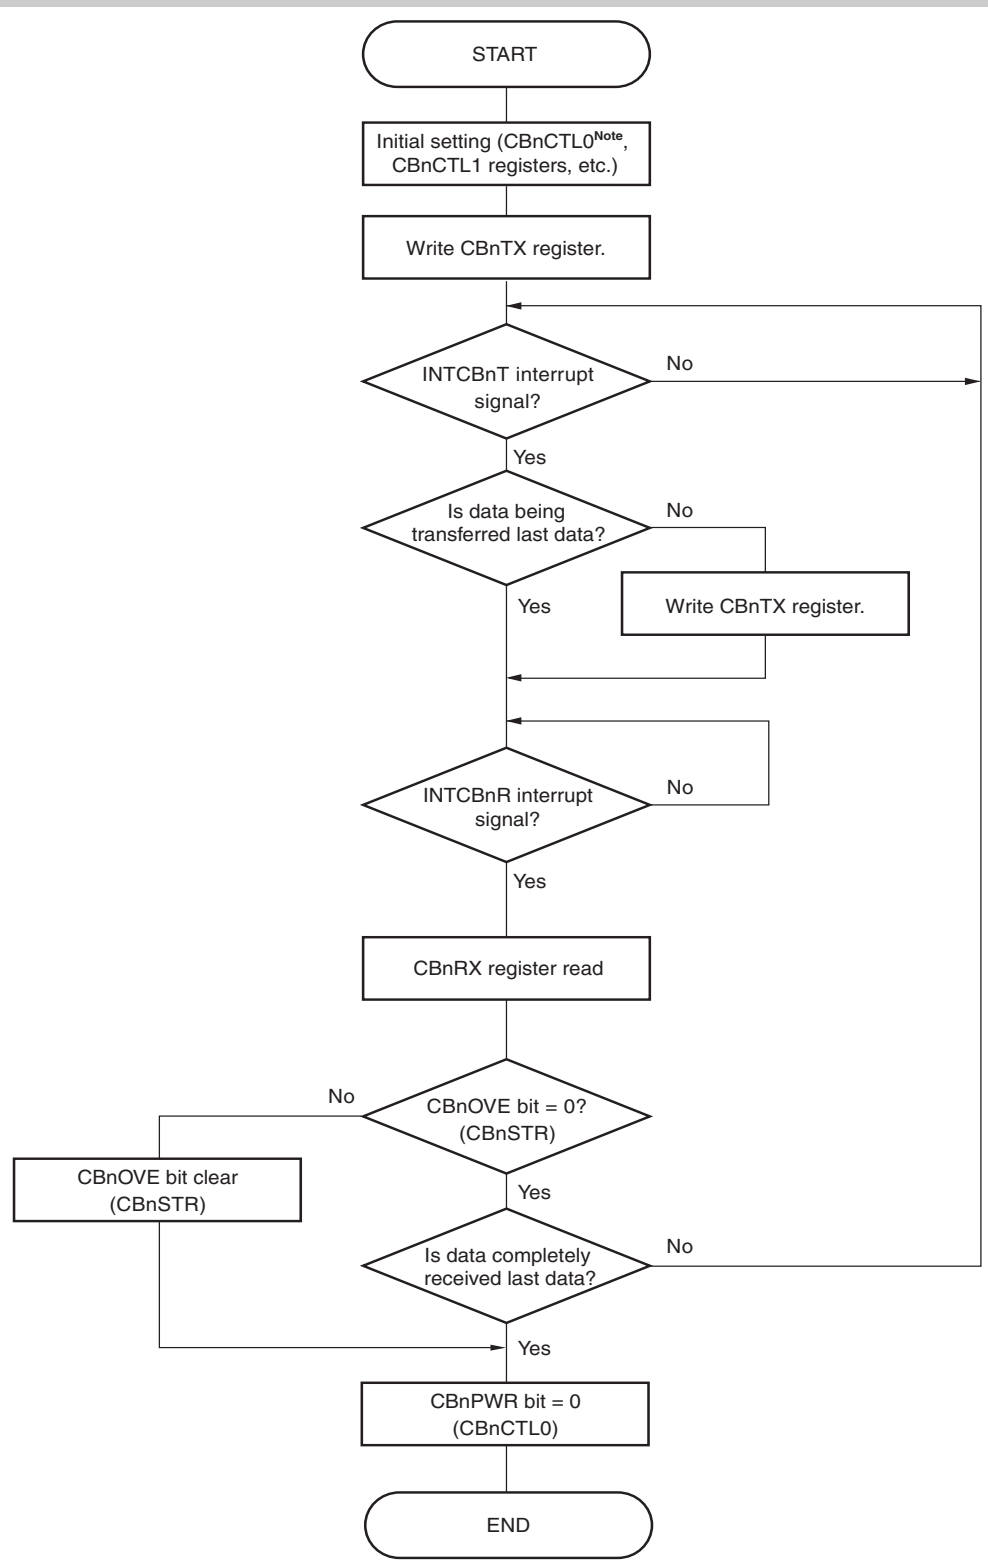 START
Initial setting (CBnCTL0Note,
CBnCTL1 registers, etc.)
Write CBnTX register.
INTCBnT interrupt
signal?
No
Yes
Is data being
transferred last data?
No
Yes
Write CBnTX register.
INTCBnR interrupt
signal?
No
Yes
CBnRX register read
CBnOVE bit = 0?
(CBnSTR)
No
CBnOVE bit clear
(CBnSTR)
Yes
Is data completely
received last data?
No
Yes
CBnPWR bit = 0
(CBnCTL0)
END